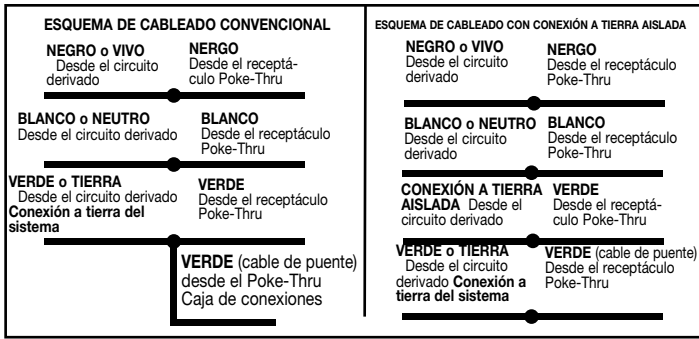 ESQUEMA DE CABLEADO CONVENCIONAL
NEGRO o VIVO
Desde el circuito
derivado
NERGO
Desde el receptá-
culo Poke-Thru
BLANCO o NEUTRO
Desde el circuito derivado
BLANCO
Desde el receptáculo
Poke-Thru
VERDE o TIERRA
Desde el circuito derivado
Conexión a tierra del
sistema
VERDE
Desde el receptáculo
Poke-Thru
VERDE (cable de puente)
desde el Poke-Thru
Caja de conexiones
ESQUEMA DE CABLEADO CON CONEXIÓN A TIERRA AISLADA
NEGRO o VIVO
Desde el circuito
derivado
NERGO
Desde el receptáculo
Poke-Thru
BLANCO o NEUTRO
Desde el circuito
derivado
BLANCO
Desde el receptáculo
Poke-Thru
CONEXIÓN A TIERRA
AISLADA Desde el
circuito derivado
VERDE
Desde el receptá-
culo Poke-Thru
VERDE o TIERRA
Desde el circuito
derivado Conexión a
tierra del sistema
VERDE (cable de puente)
Desde el receptáculo
Poke-Thru